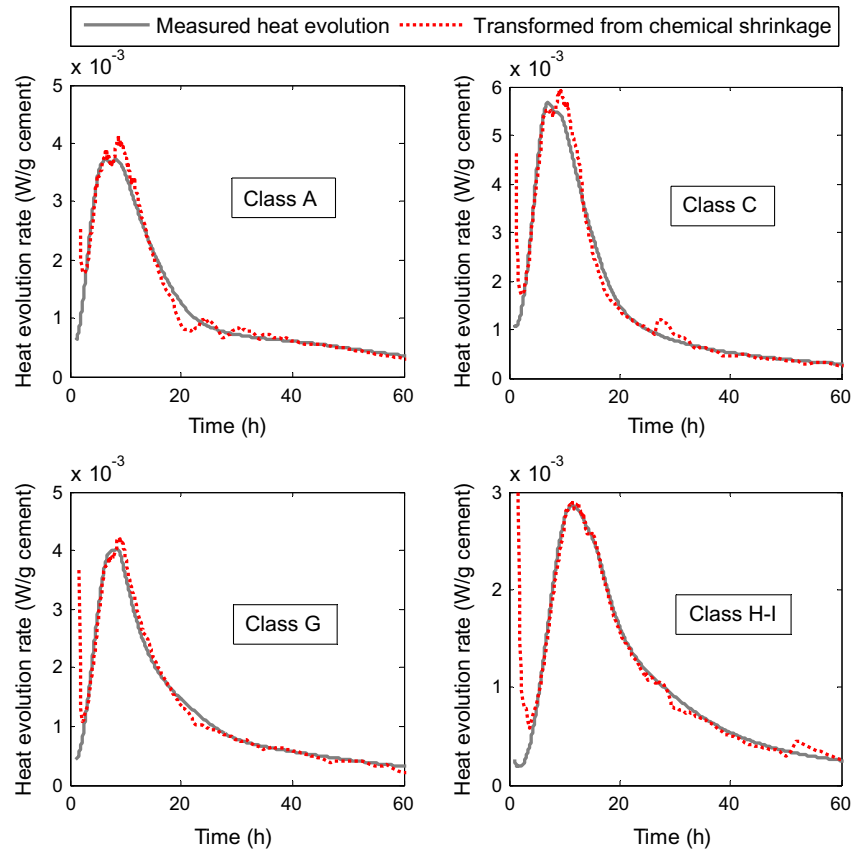 Measured heat evolution
Transformed from chemical shrinkage
x 10⁻³
5
4
3
2
1
0
0
20
40
60
Heat evolution rate (W/g cement)
Time (h)
Class A
x 10⁻³
6
5
4
3
2
1
0
0
20
40
60
Heat evolution rate (W/g cement)
Time (h)
Class C
x 10⁻³
5
4
3
2
1
0
0
20
40
60
Heat evolution rate (W/g cement)
Time (h)
Class G
x 10⁻³
3
2
1
0
0
20
40
60
Heat evolution rate (W/g cement)
Time (h)
Class H-I